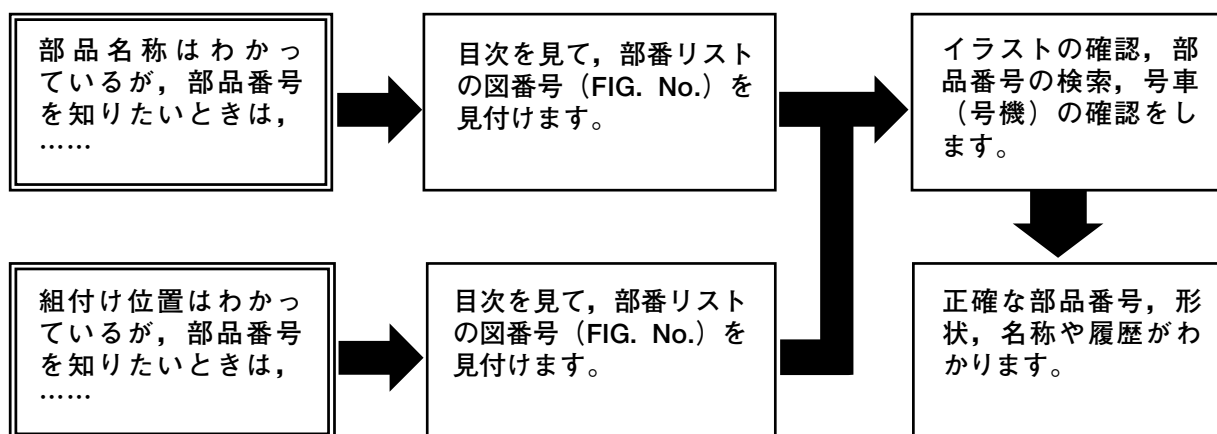 部品名称はわかっ
ているが，部品番号
を知りたいときは，
……
目次を見て，部番リスト
の図番号（FIG. No.）を
見付けます。
イラストの確認，部
品番号の検索，号車
（号機）の確認をし
ます。
組付け位置はわかっ
ているが，部品番号
を知りたいときは，
……
目次を見て，部番リスト
の図番号（FIG. No.）を
見付けます。
正確な部品番号，形
状，名称や履歴がわ
かります。